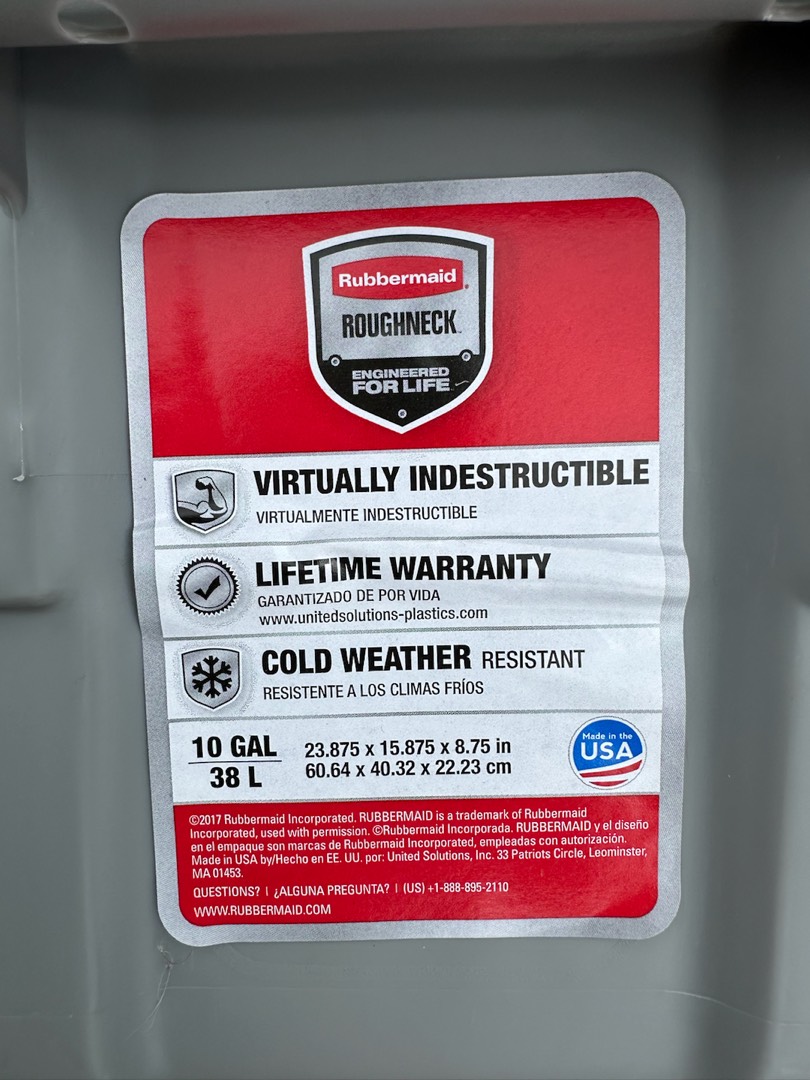 Rubbermaid®
ROUGHNECK™
ENGINEERED
FOR LIFE™
VIRTUALLY INDESTRUCTIBLE
VIRTUALMENTE INDESTRUCTIBLE
LIFETIME WARRANTY
GARANTIZADO DE POR VIDA
www.unitedsolutions-plastics.com
COLD WEATHER RESISTANT
RESISTENTE A LOS CLIMAS FRÍOS
10 GAL
38 L
23.875 x 15.875 x 8.75 in
60.64 x 40.32 x 22.23 cm
Made in the
USA
©2017 Rubbermaid Incorporated. RUBBERMAID is a trademark of Rubbermaid
Incorporated, used with permission. ©Rubbermaid Incorporada. RUBBERMAID y el diseño
en el empaque son marcas de Rubbermaid Incorporated, empleadas con autorización.
Made in USA by/Hecho en EE. UU. por: United Solutions, Inc. 33 Patriots Circle, Leominster,
MA 01453.
QUESTIONS? | ¿ALGUNA PREGUNTA? | (US) +1-888-895-2110
WWW.RUBBERMAID.COM